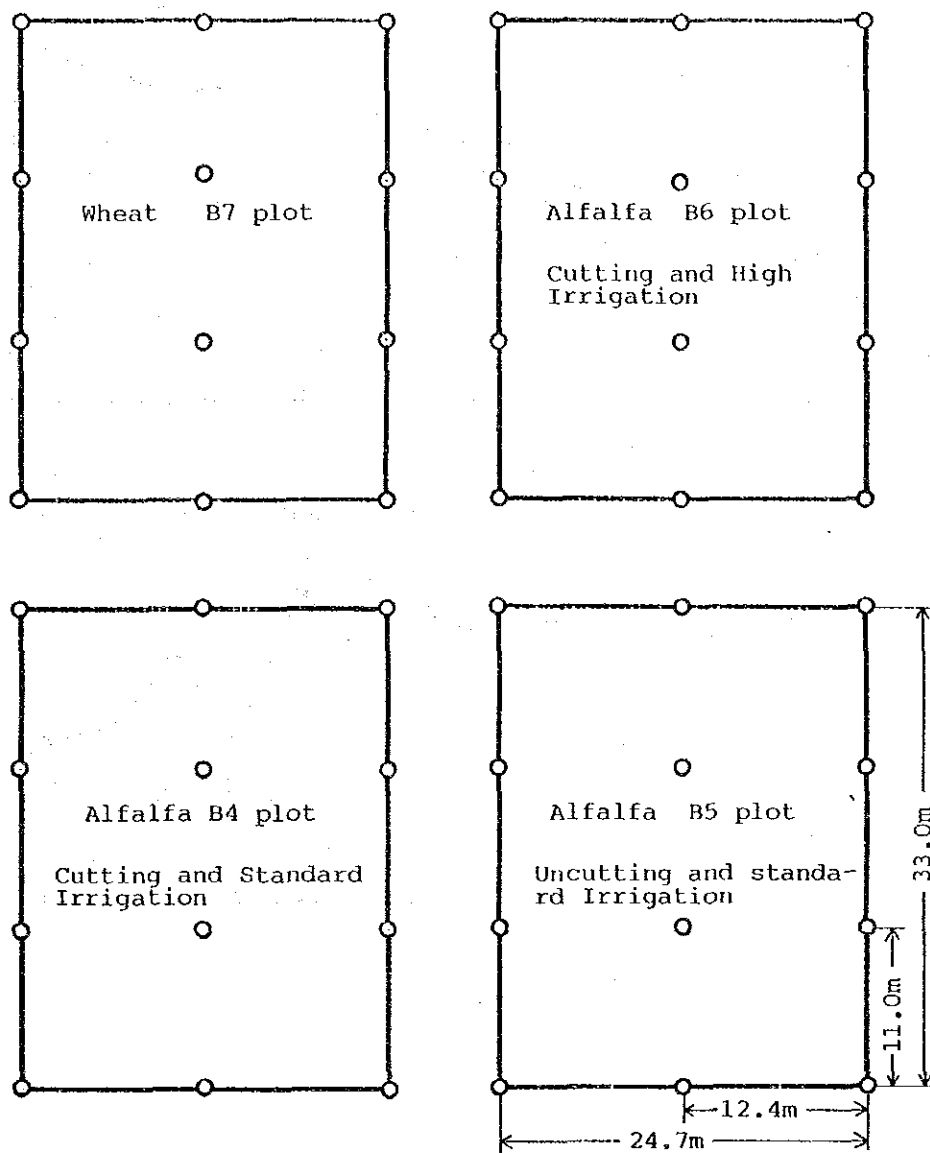 Wheat B7 plot
Alfalfa B6 plot
Cutting and High
Irrigation
Alfalfa B4 plot
Cutting and Standard
Irrigation
Alfalfa B5 plot
Uncutting and standa-
rd Irrigation
33.0m
11.0m
12.4m
24.7m